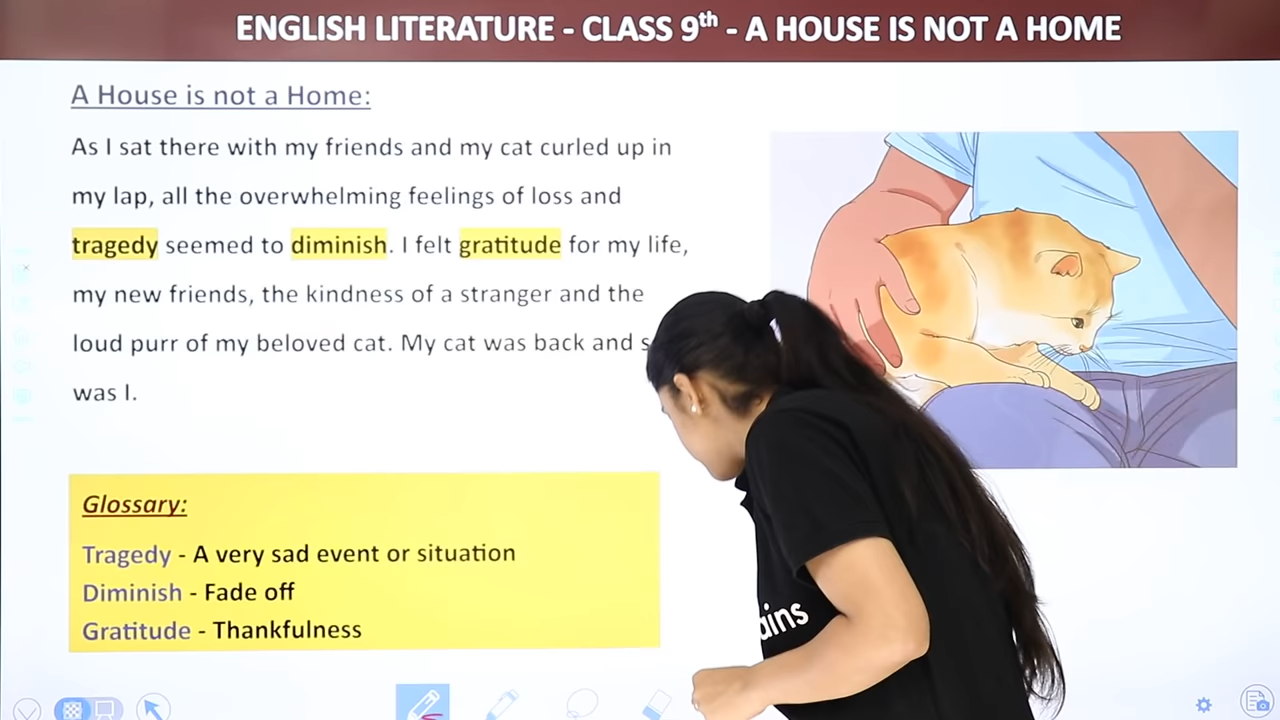 ENGLISH LITERATURE - CLASS 9th - A HOUSE IS NOT A HOME
A House is not a Home:
As I sat there with my friends and my cat curled up in
my lap, all the overwhelming feelings of loss and
tragedy seemed to diminish. I felt gratitude for my life,
my new friends, the kindness of a stranger and the
loud purr of my beloved cat. My cat was back and s
was I.
Glossary:
Tragedy - A very sad event or situation
Diminish - Fade off
Gratitude - Thankfulness